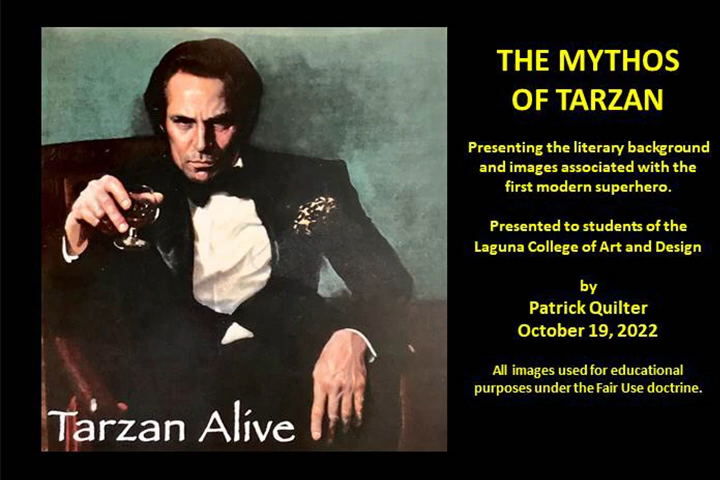 THE MYTHOS
OF TARZAN
Presenting the literary background
and images associated with the
first modern superhero.
Presented to students of the
Laguna College of Art and Design
by
Patrick Quilter
October 19, 2022
All images used for educational
purposes under the Fair Use doctrine.
Tarzan Alive